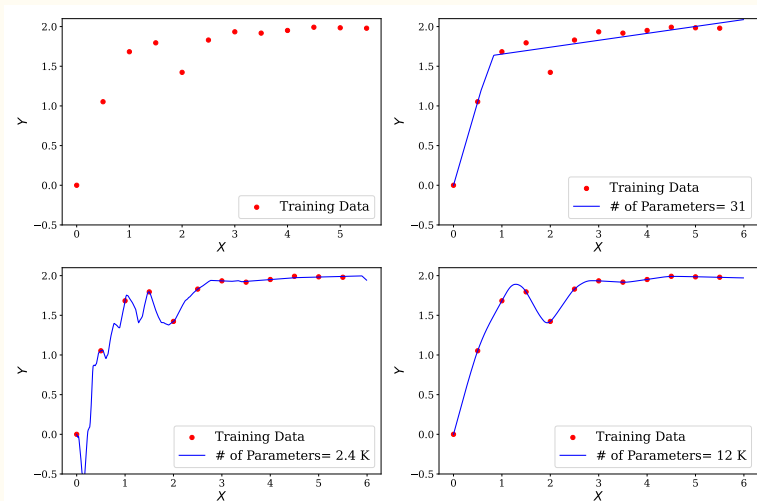 2.0
1.5
1.0
0.5
0.0
−0.5
Y
0 1 2 3 4 5
X
Training Data
2.0
1.5
1.0
0.5
0.0
−0.5
Y
0 1 2 3 4 5 6
X
Training Data
# of Parameters= 31
2.0
1.5
1.0
0.5
0.0
−0.5
Y
0 1 2 3 4 5 6
X
Training Data
# of Parameters= 2.4 K
2.0
1.5
1.0
0.5
0.0
−0.5
Y
0 1 2 3 4 5 6
X
Training Data
# of Parameters= 12 K